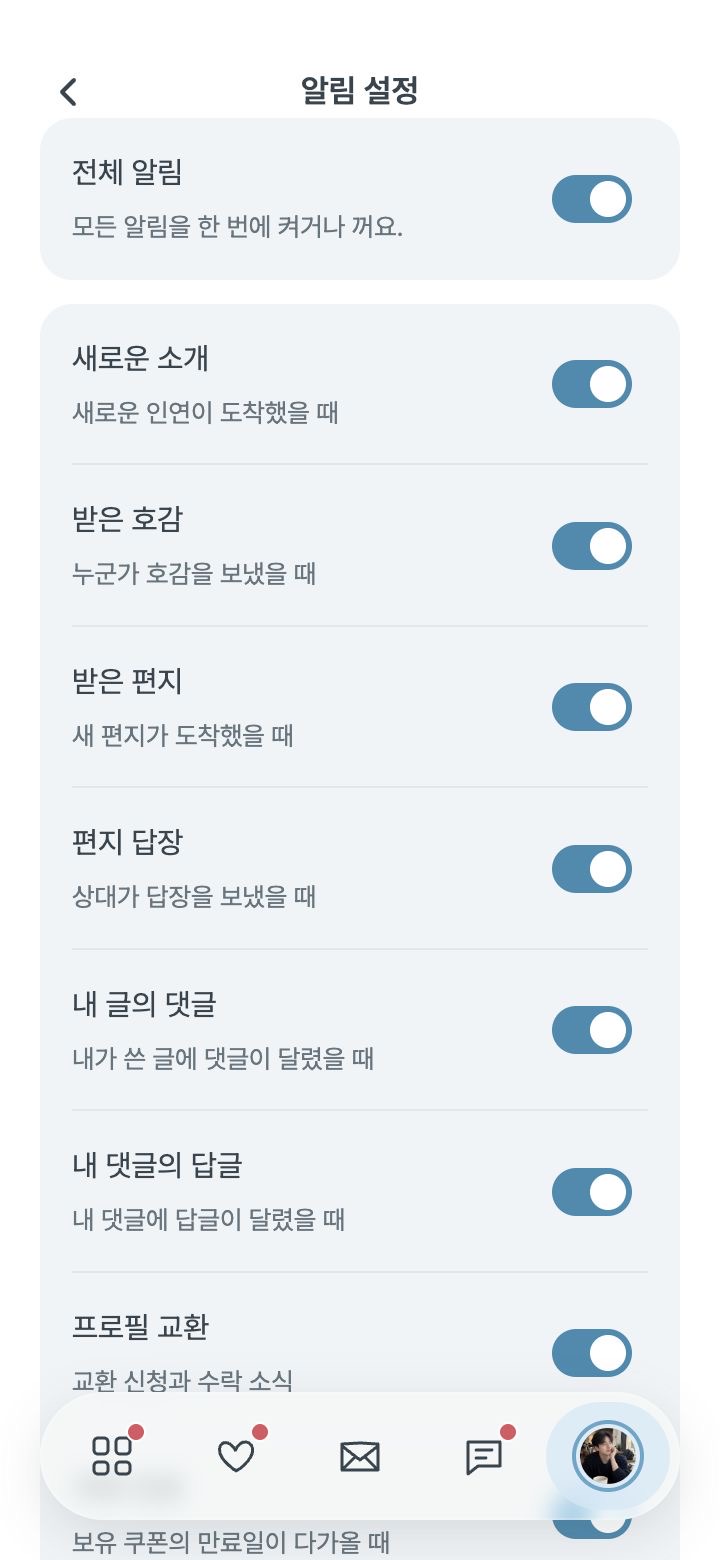 알림 설정
전체 알림
모든 알림을 한 번에 켜거나 꺼요.
새로운 소개
새로운 인연이 도착했을 때
받은 호감
누군가 호감을 보냈을 때
받은 편지
새 편지가 도착했을 때
편지 답장
상대가 답장을 보냈을 때
내 글의 댓글
내가 쓴 글에 댓글이 달렸을 때
내 댓글의 답글
내 댓글에 답글이 달렸을 때
프로필 교환
교환 신청과 수락 소식
보유 쿠폰의 만료일이 다가올 때